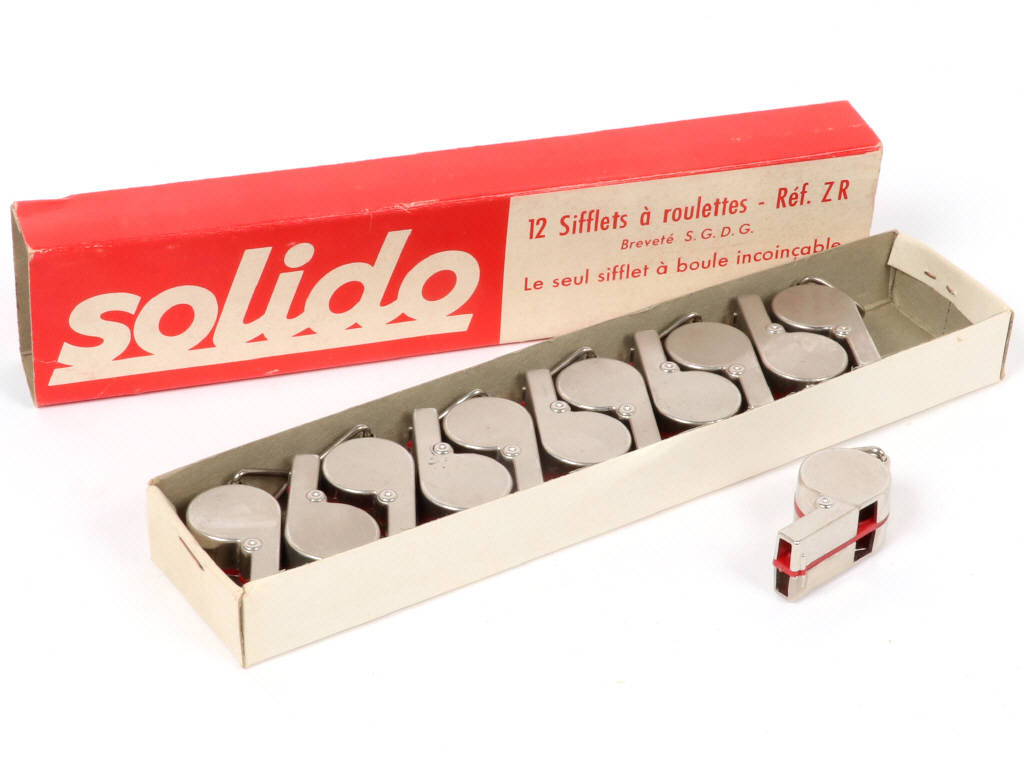 solido
12 Sifflets à roulettes - Réf. ZR
Breveté S.G.D.G.
Le seul sifflet à boule incoinçable